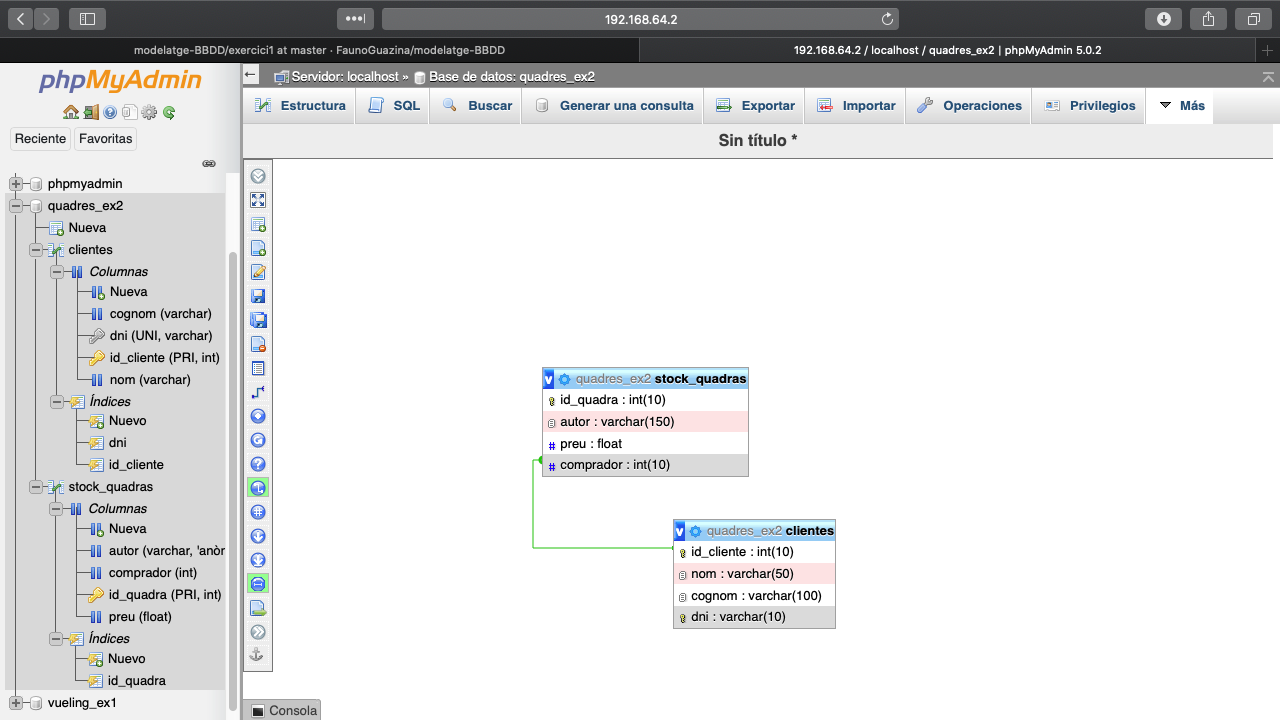 192.168.64.2
modelatge-BBDD/exercici1 at master · FaunoGuazina/modelatge-BBDD
192.168.64.2 / localhost / quadres_ex2 | phpMyAdmin 5.0.2
phpMyAdmin
Reciente
Favoritas
phpmyadmin
quadres_ex2
Nueva
clientes
Columnas
Nueva
cognom (varchar)
dni (UNI, varchar)
id_cliente (PRI, int)
nom (varchar)
Índices
Nuevo
dni
id_cliente
stock_quadras
Columnas
Nueva
autor (varchar, 'anòr
comprador (int)
id_quadra (PRI, int)
preu (float)
Índices
Nuevo
id_quadra
vueling_ex1
Servidor: localhost » Base de datos: quadres_ex2
Estructura SQL Buscar Generar una consulta Exportar Importar Operaciones Privilegios Más
Sin título *
v quadres_ex2 stock_quadras
id_quadra : int(10)
autor : varchar(150)
# preu : float
# comprador : int(10)
v quadres_ex2 clientes
id_cliente : int(10)
nom : varchar(50)
cognom : varchar(100)
dni : varchar(10)
Consola